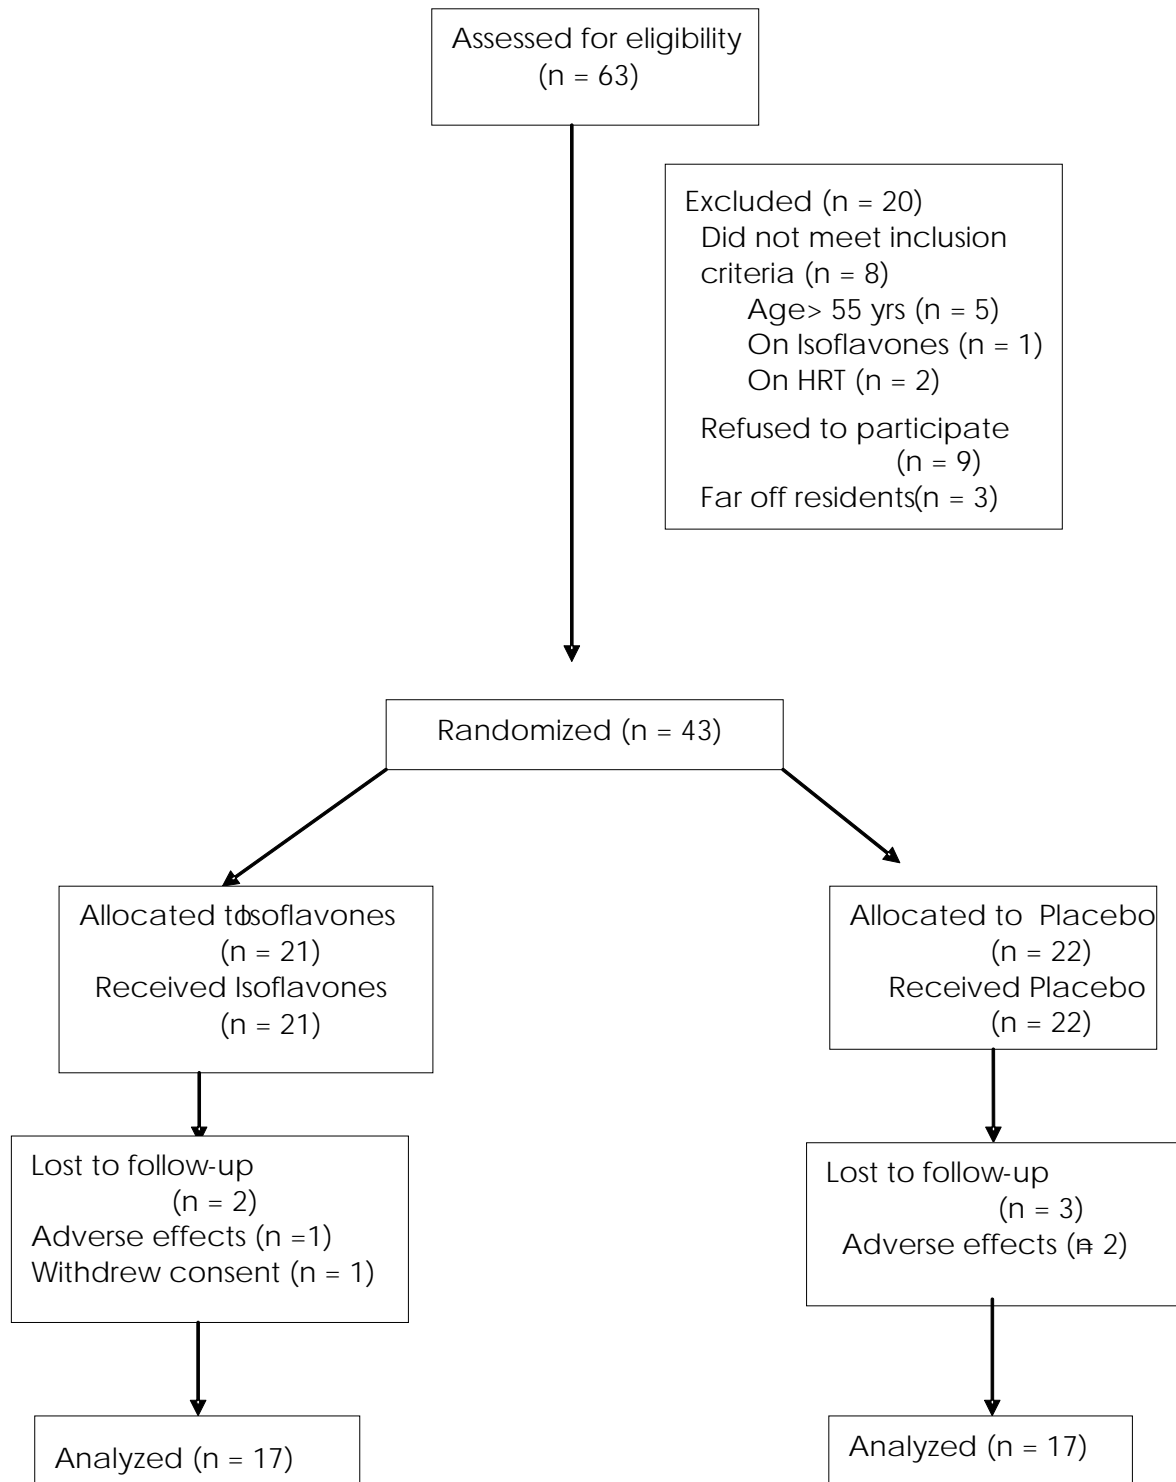 Assessed for eligibility
(n = 63)
Excluded (n = 20)
Did not meet inclusion
criteria (n = 8)
Age> 55 yrs (n = 5)
On Isoflavones (n = 1)
On HRT (n = 2)
Refused to participate
(n = 9)
Far off residents(n = 3)
Randomized (n = 43)
Allocated to Isoflavones
(n = 21)
Received Isoflavones
(n = 21)
Allocated to Placebo
(n = 22)
Received Placebo
(n = 22)
Lost to follow-up
(n = 2)
Adverse effects (n =1)
Withdrew consent (n = 1)
Lost to follow-up
(n = 3)
Adverse effects (n= 2)
Analyzed (n = 17)
Analyzed (n = 17)